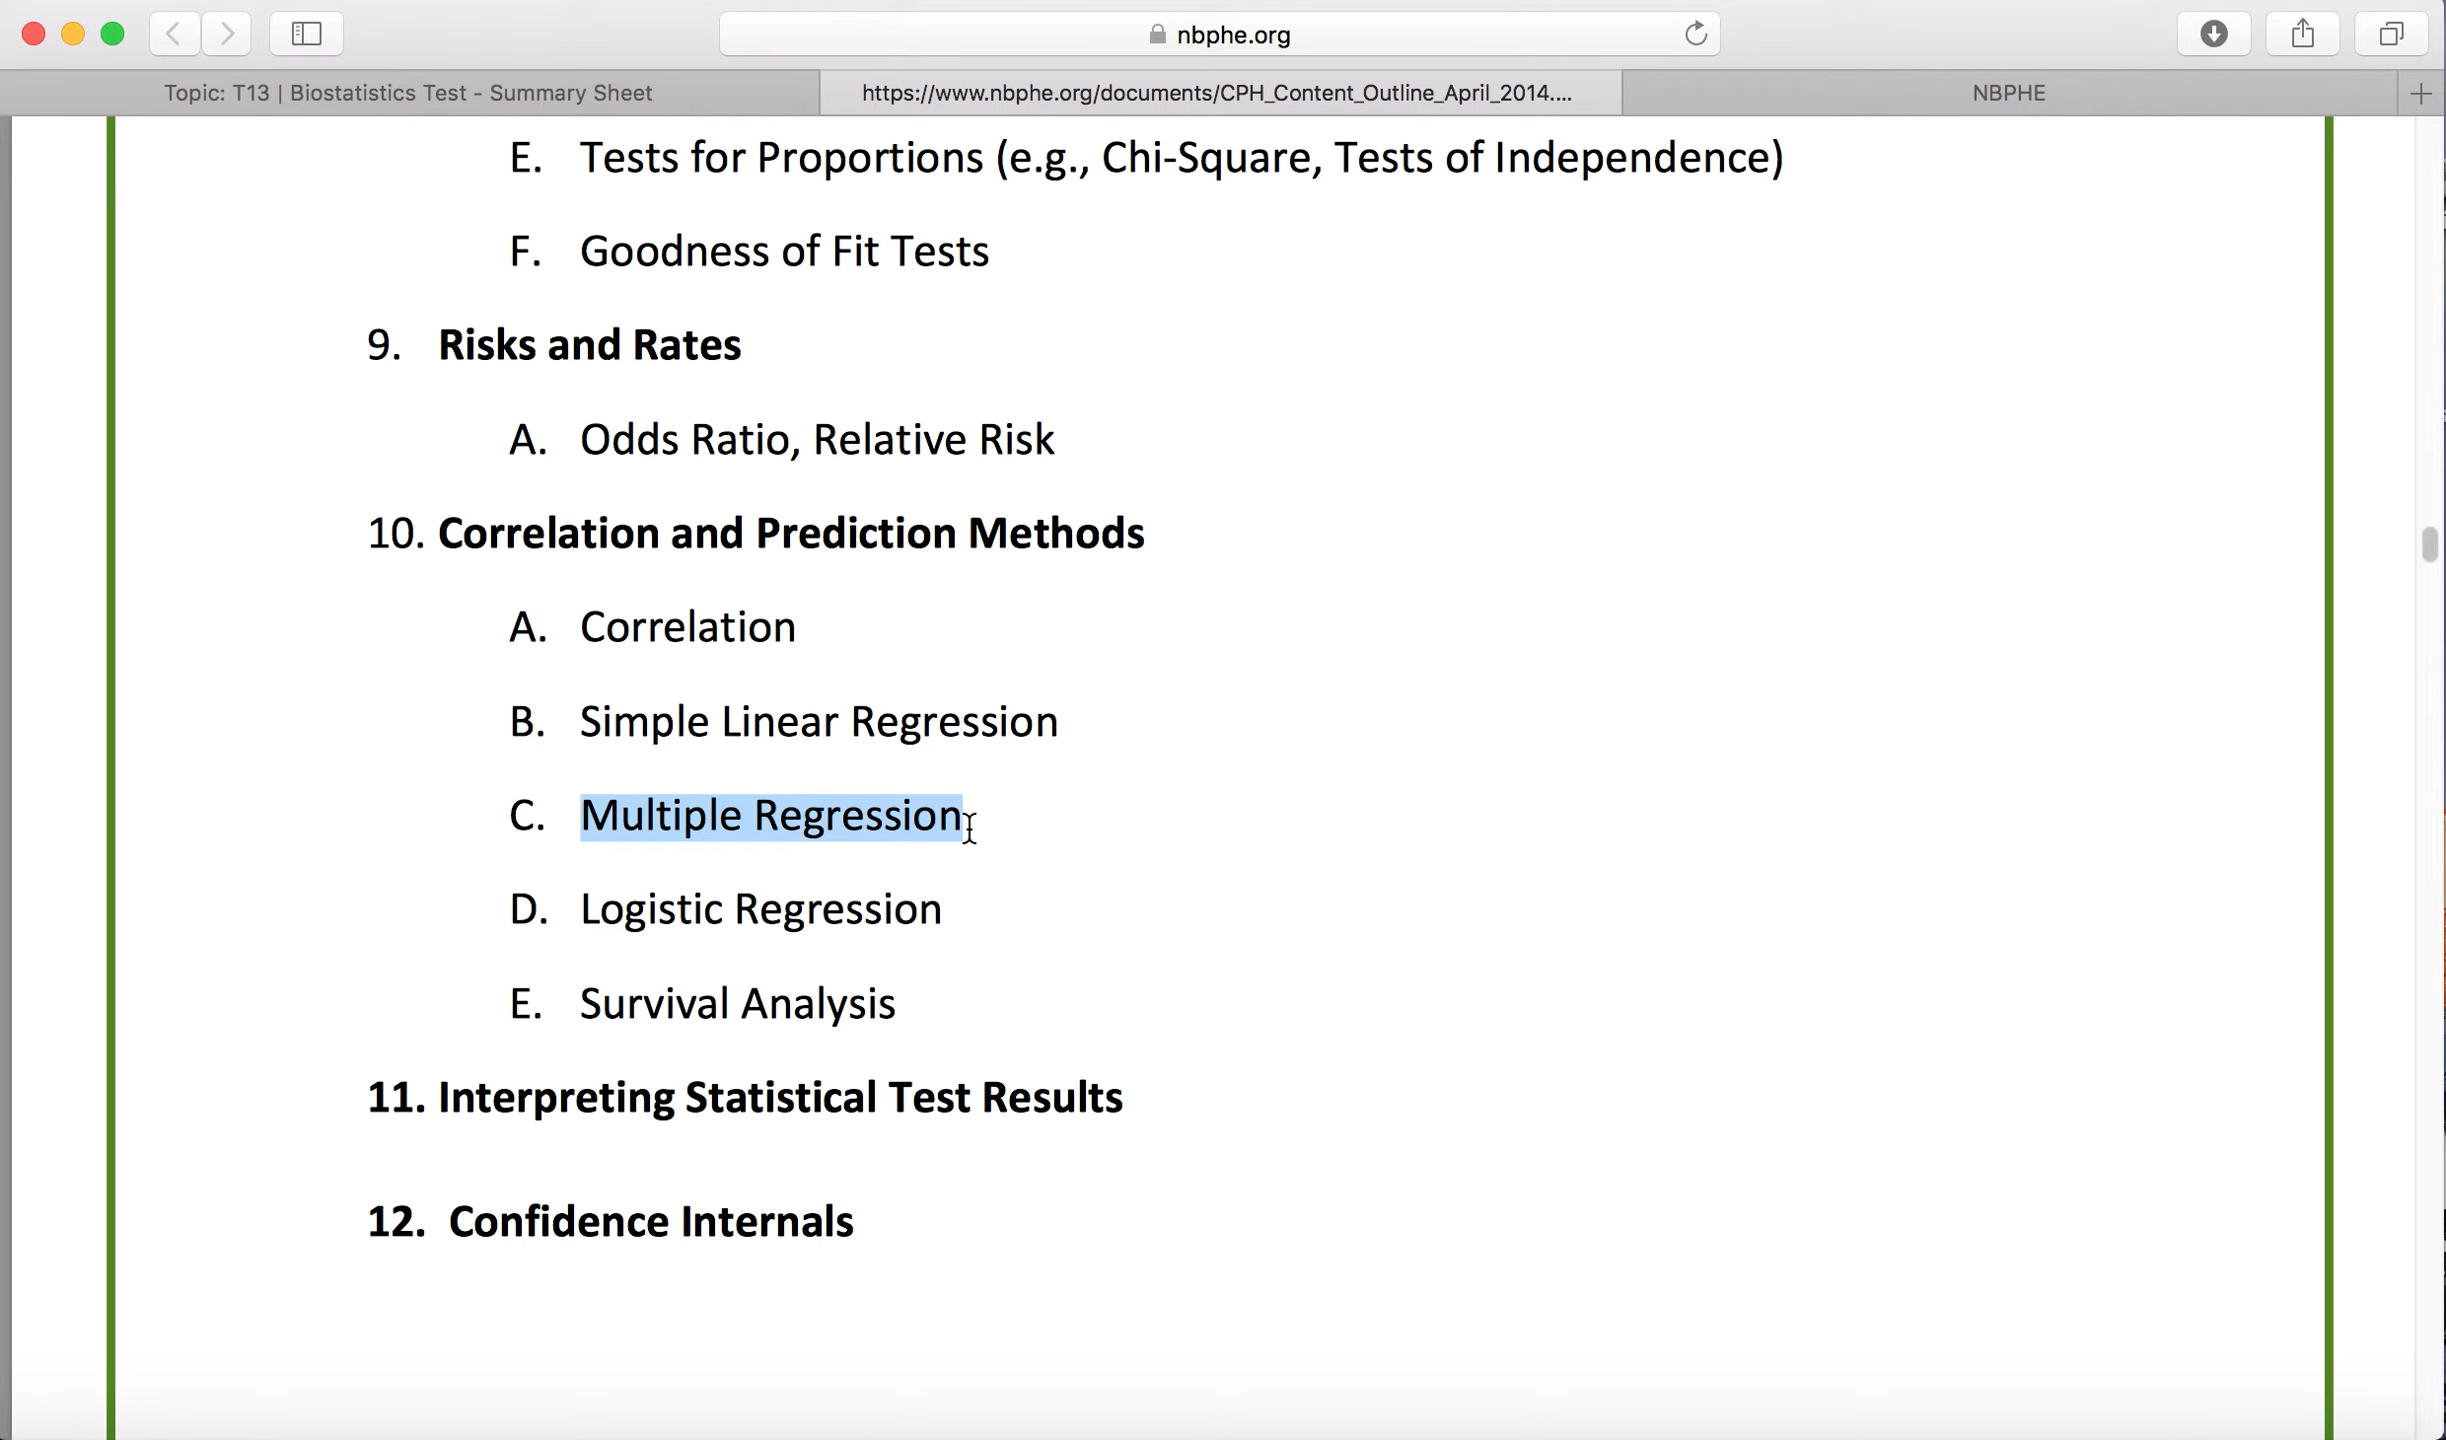 nbphe.org
Topic: T13 | Biostatistics Test - Summary Sheet
https://www.nbphe.org/documents/CPH_Content_Outline_April_2014....
NBPHE
E. Tests for Proportions (e.g., Chi-Square, Tests of Independence)
F. Goodness of Fit Tests
9. Risks and Rates
A. Odds Ratio, Relative Risk
10. Correlation and Prediction Methods
A. Correlation
B. Simple Linear Regression
C. Multiple Regression
D. Logistic Regression
E. Survival Analysis
11. Interpreting Statistical Test Results
12. Confidence Internals